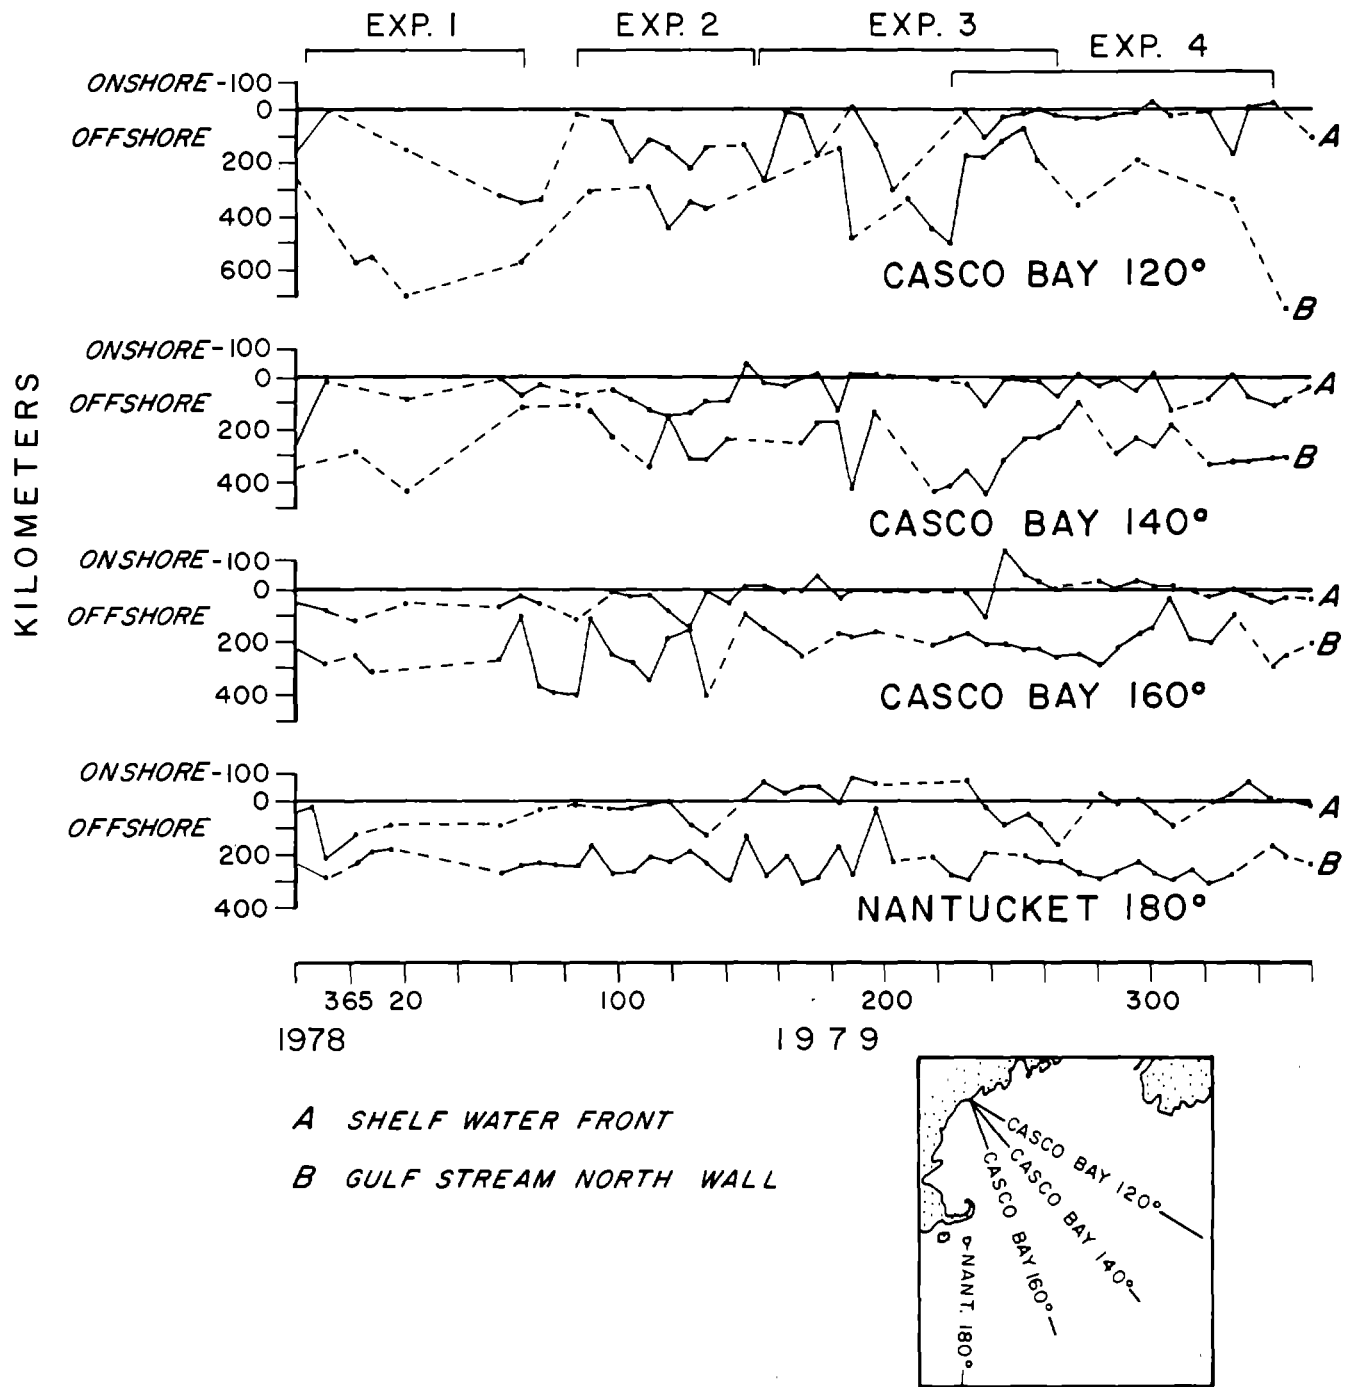 EXP. 1 EXP. 2 EXP. 3 EXP. 4
KILOMETERS
ONSHORE -100
0
OFFSHORE
200
400
600
A
B
CASCO BAY 120°
ONSHORE -100
0
OFFSHORE
200
400
A
B
CASCO BAY 140°
ONSHORE -100
0
OFFSHORE
200
400
A
B
CASCO BAY 160°
ONSHORE -100
0
OFFSHORE
200
400
A
B
NANTUCKET 180°
365 20 100 200 300
1978 1979
A SHELF WATER FRONT
B GULF STREAM NORTH WALL
CASCO BAY 120°
CASCO BAY 140°
CASCO BAY 160°
NANT. 180°